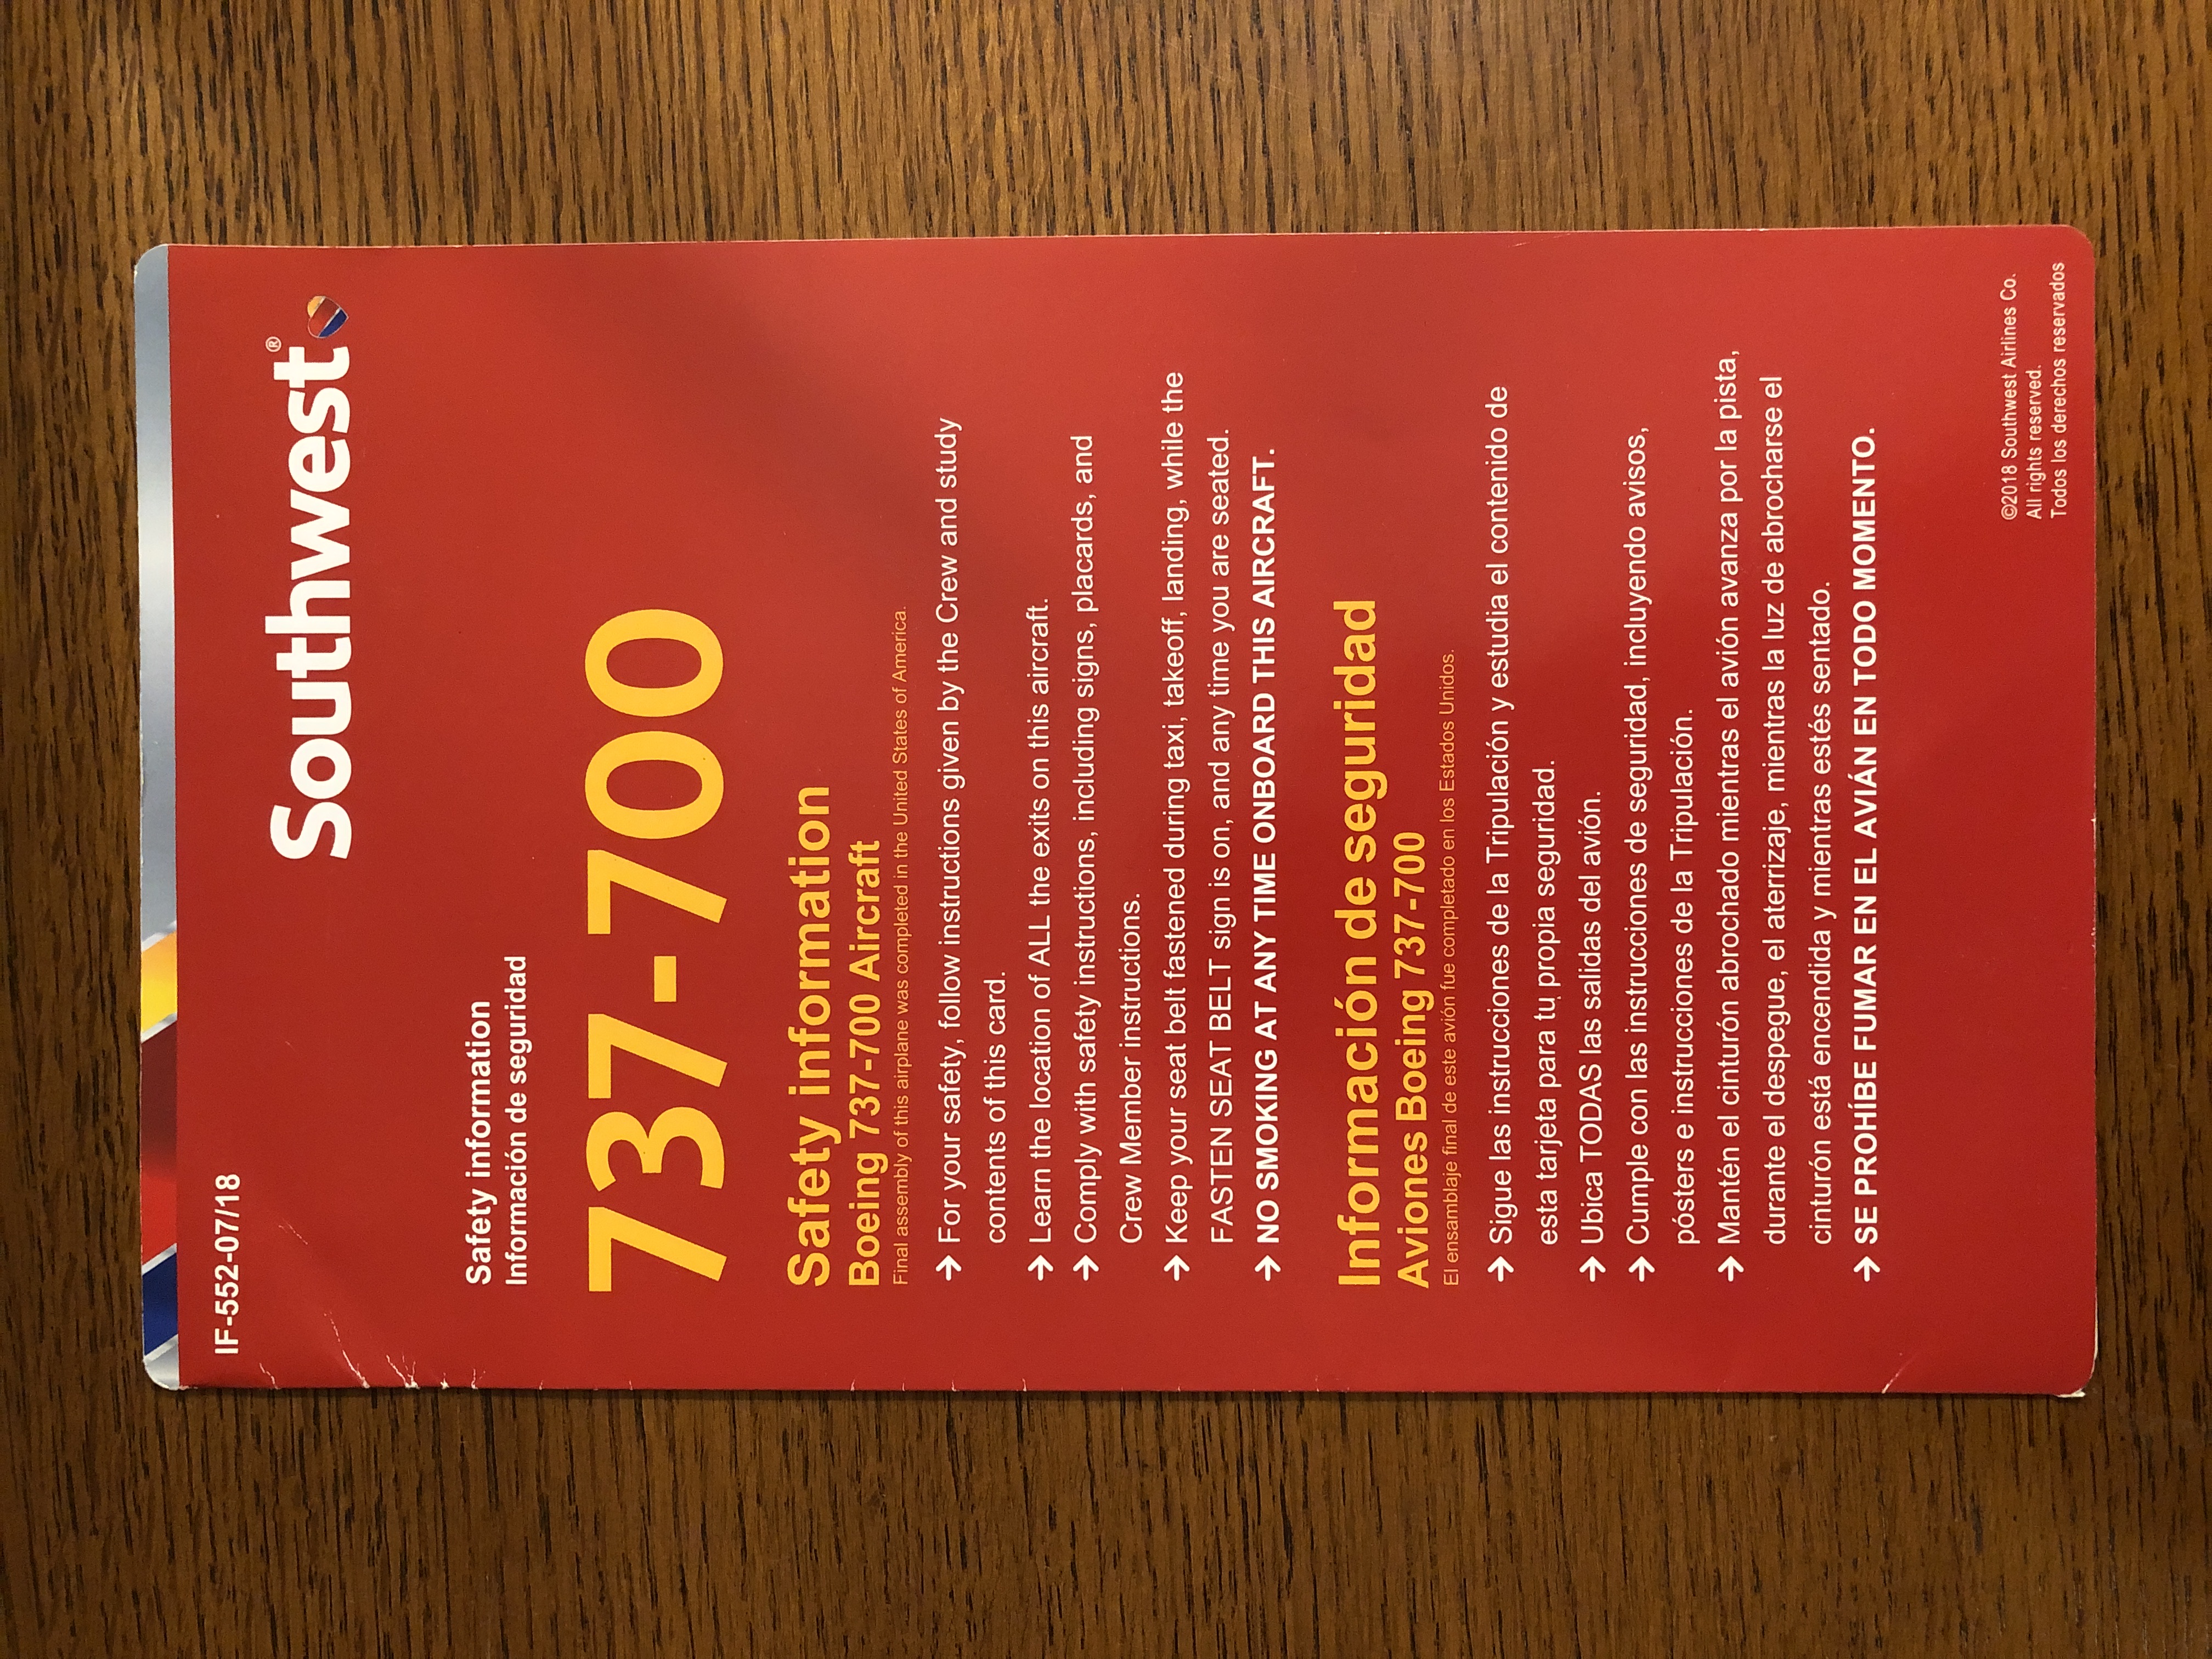 IF-552-07/18
Southwest®
Safety information
Información de seguridad
737-700
Safety information
Boeing 737-700 Aircraft
Final assembly of this airplane was completed in the United States of America.
→ For your safety, follow instructions given by the Crew and study
contents of this card.
→ Learn the location of ALL the exits on this aircraft.
→ Comply with safety instructions, including signs, placards, and
Crew Member instructions.
→ Keep your seat belt fastened during taxi, takeoff, landing, while the
FASTEN SEAT BELT sign is on, and any time you are seated.
→ NO SMOKING AT ANY TIME ONBOARD THIS AIRCRAFT.
Información de seguridad
Aviones Boeing 737-700
El ensamblaje final de este avión fue completado en los Estados Unidos.
→ Sigue las instrucciones de la Tripulación y estudia el contenido de
esta tarjeta para tu propia seguridad.
→ Ubica TODAS las salidas del avión.
→ Cumple con las instrucciones de seguridad, incluyendo avisos,
pósters e instrucciones de la Tripulación.
→ Mantén el cinturón abrochado mientras el avión avanza por la pista,
durante el despegue, el aterrizaje, mientras la luz de abrocharse el
cinturón está encendida y mientras estés sentado.
→ SE PROHÍBE FUMAR EN EL AVIÁN EN TODO MOMENTO.
©2018 Southwest Airlines Co.
All rights reserved.
Todos los derechos reservados